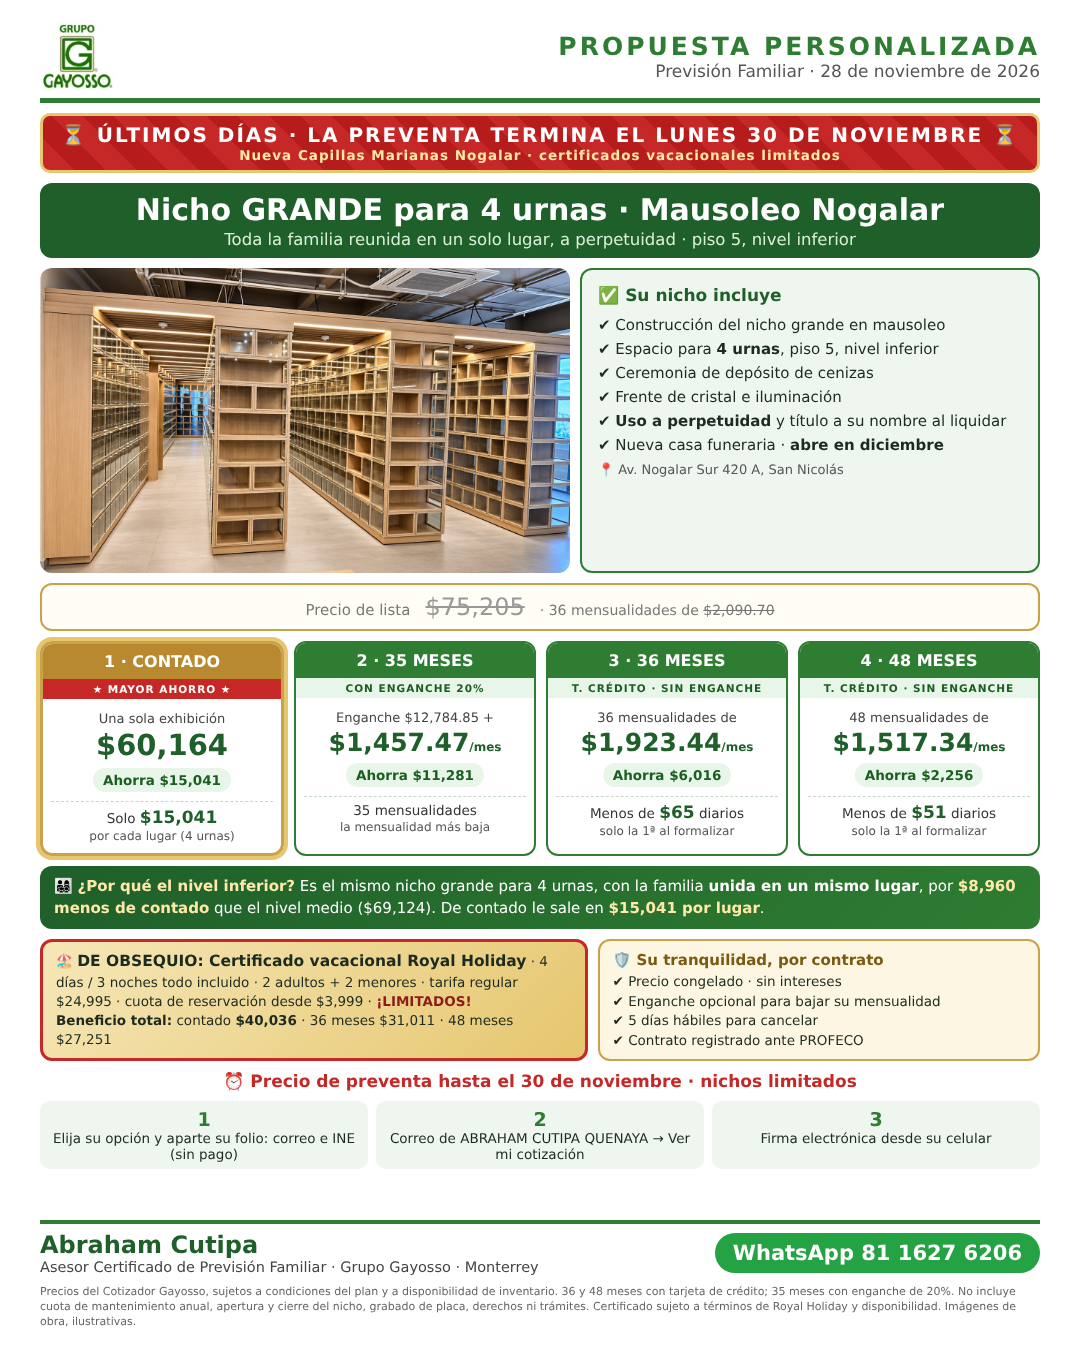 GRUPO
GAYOSSO
PROPUESTA PERSONALIZADA
Previsión Familiar · 28 de noviembre de 2026
⏳ ÚLTIMOS DÍAS · LA PREVENTA TERMINA EL LUNES 30 DE NOVIEMBRE ⏳
Nueva Capillas Marianas Nogalar · certificados vacacionales limitados
Nicho GRANDE para 4 urnas · Mausoleo Nogalar
Toda la familia reunida en un solo lugar, a perpetuidad · piso 5, nivel inferior
✅ Su nicho incluye
✔ Construcción del nicho grande en mausoleo
✔ Espacio para 4 urnas, piso 5, nivel inferior
✔ Ceremonia de depósito de cenizas
✔ Frente de cristal e iluminación
✔ Uso a perpetuidad y título a su nombre al liquidar
✔ Nueva casa funeraria · abre en diciembre
📍 Av. Nogalar Sur 420 A, San Nicolás
Precio de lista $75,205 · 36 mensualidades de $2,090.70
1 · CONTADO
★ MAYOR AHORRO ★
Una sola exhibición
$60,164
Ahorra $15,041
Solo $15,041
por cada lugar (4 urnas)
2 · 35 MESES
CON ENGANCHE 20%
Enganche $12,784.85 +
$1,457.47/mes
Ahorra $11,281
35 mensualidades
la mensualidad más baja
3 · 36 MESES
T. CRÉDITO · SIN ENGANCHE
36 mensualidades de
$1,923.44/mes
Ahorra $6,016
Menos de $65 diarios
solo la 1ª al formalizar
4 · 48 MESES
T. CRÉDITO · SIN ENGANCHE
48 mensualidades de
$1,517.34/mes
Ahorra $2,256
Menos de $51 diarios
solo la 1ª al formalizar
👨‍👩‍👧‍👦 ¿Por qué el nivel inferior? Es el mismo nicho grande para 4 urnas, con la familia unida en un mismo lugar, por $8,960
menos de contado que el nivel medio ($69,124). De contado le sale en $15,041 por lugar.
🏖️ DE OBSEQUIO: Certificado vacacional Royal Holiday · 4
días / 3 noches todo incluido · 2 adultos + 2 menores · tarifa regular
$24,995 · cuota de reservación desde $3,999 · ¡LIMITADOS!
Beneficio total: contado $40,036 · 36 meses $31,011 · 48 meses
$27,251
🛡️ Su tranquilidad, por contrato
✔ Precio congelado · sin intereses
✔ Enganche opcional para bajar su mensualidad
✔ 5 días hábiles para cancelar
✔ Contrato registrado ante PROFECO
⏰ Precio de preventa hasta el 30 de noviembre · nichos limitados
1
Elija su opción y aparte su folio: correo e INE
(sin pago)
2
Correo de ABRAHAM CUTIPA QUENAYA → Ver
mi cotización
3
Firma electrónica desde su celular
Abraham Cutipa
Asesor Certificado de Previsión Familiar · Grupo Gayosso · Monterrey
WhatsApp 81 1627 6206
Precios del Cotizador Gayosso, sujetos a condiciones del plan y a disponibilidad de inventario. 36 y 48 meses con tarjeta de crédito; 35 meses con enganche de 20%. No incluye
cuota de mantenimiento anual, apertura y cierre del nicho, grabado de placa, derechos ni trámites. Certificado sujeto a términos de Royal Holiday y disponibilidad. Imágenes de
obra, ilustrativas.